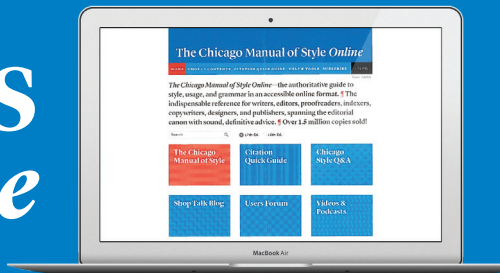 s
e
The Chicago Manual of Style Online
The Chicago Manual of Style Online—the authoritative guide to
style, usage, and grammar in an accessible online format. ¶ The
indispensable reference for writers, editors, proofreaders, indexers,
copywriters, designers, and publishers, spanning the editorial
canon with sound, definitive advice. ¶ Over 1.5 million copies sold!
Search
The Chicago
Manual of Style
Citation
Quick Guide
Chicago
Style Q&A
Shop Talk Blog
Users Forum
Videos &
Podcasts
MacBook Air